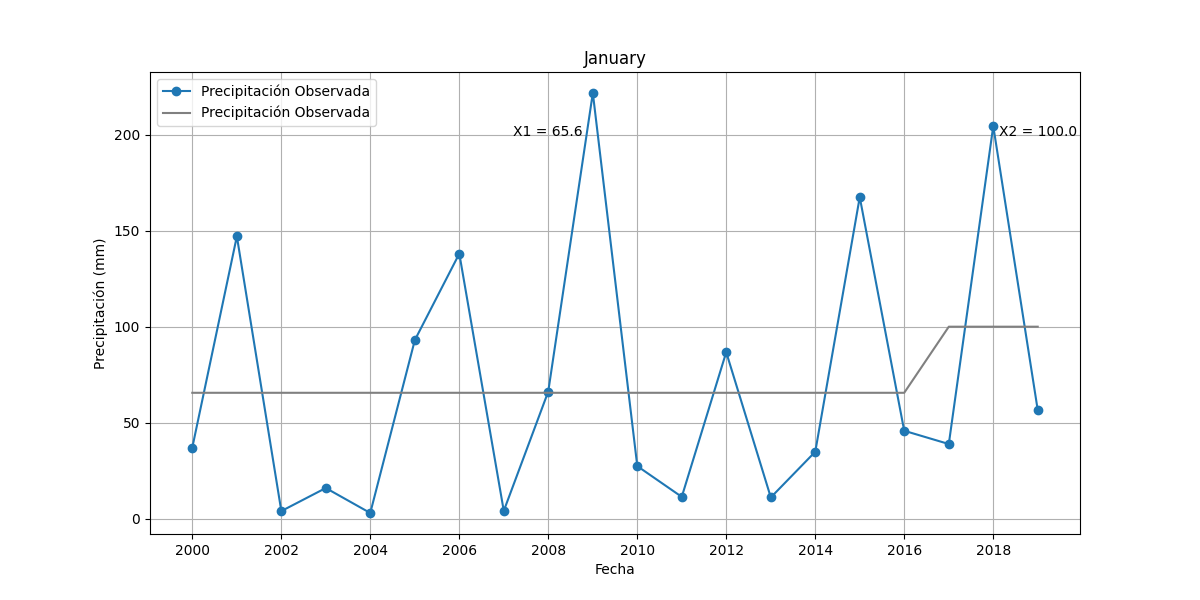 January
Precipitación Observada
Precipitación Observada
X1 = 65.6
X2 = 100.0
Precipitación (mm)
200
150
100
50
0
2000 2002 2004 2006 2008 2010 2012 2014 2016 2018
Fecha